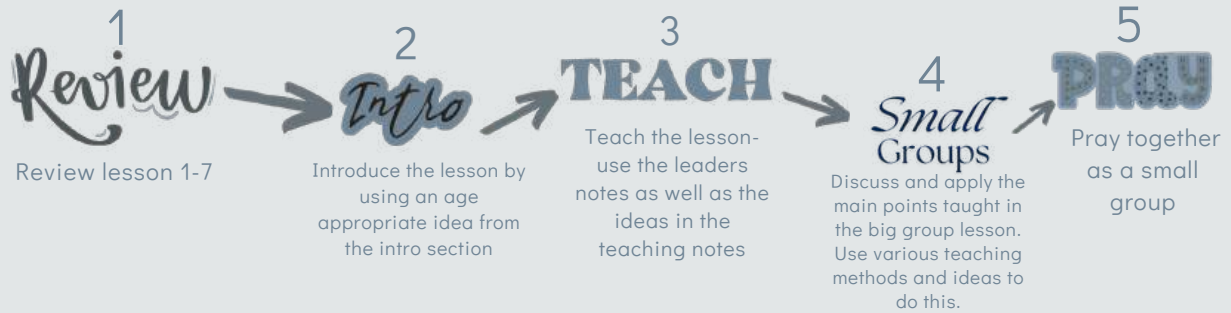 1
Review
Review lesson 1-7
2
Intro
Introduce the lesson by
using an age
appropriate idea from
the intro section
3
TEACH
Teach the lesson-
use the leaders
notes as well as the
ideas in the
teaching notes
4
Small
Groups
Discuss and apply the
main points taught in
the big group lesson.
Use various teaching
methods and ideas to
do this.
5
PRAY
Pray together
as a small
group